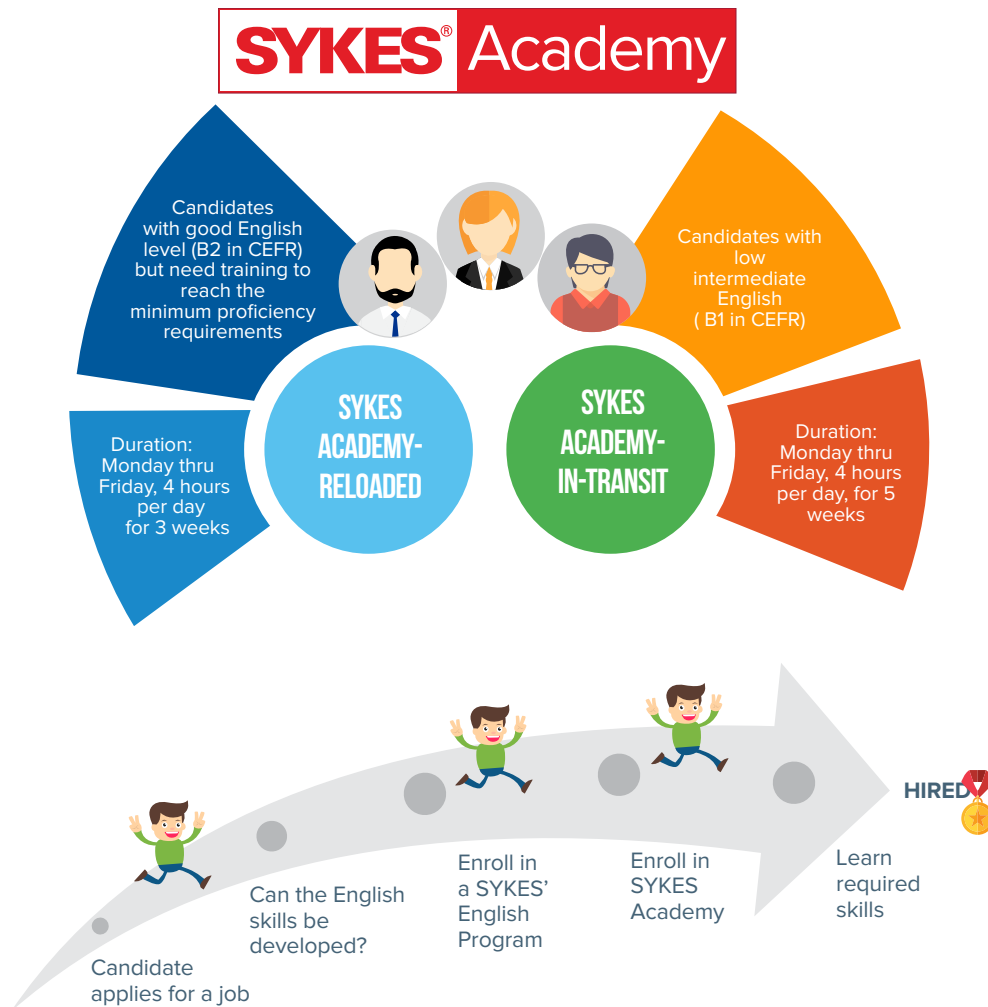 SYKES® Academy
Candidates
with good English
level (B2 in CEFR)
but need training to
reach the
minimum proficiency
requirements
Candidates with
low
intermediate
English
( B1 in CEFR)
SYKES
ACADEMY-
RELOADED
SYKES
ACADEMY-
IN-TRANSIT
Duration:
Monday thru
Friday, 4 hours
per day
for 3 weeks
Duration:
Monday thru
Friday, 4 hours
per day, for 5
weeks
HIRED
Candidate
applies for a job
Can the English
skills be
developed?
Enroll in
a SYKES’
English
Program
Enroll in
SYKES
Academy
Learn
required
skills